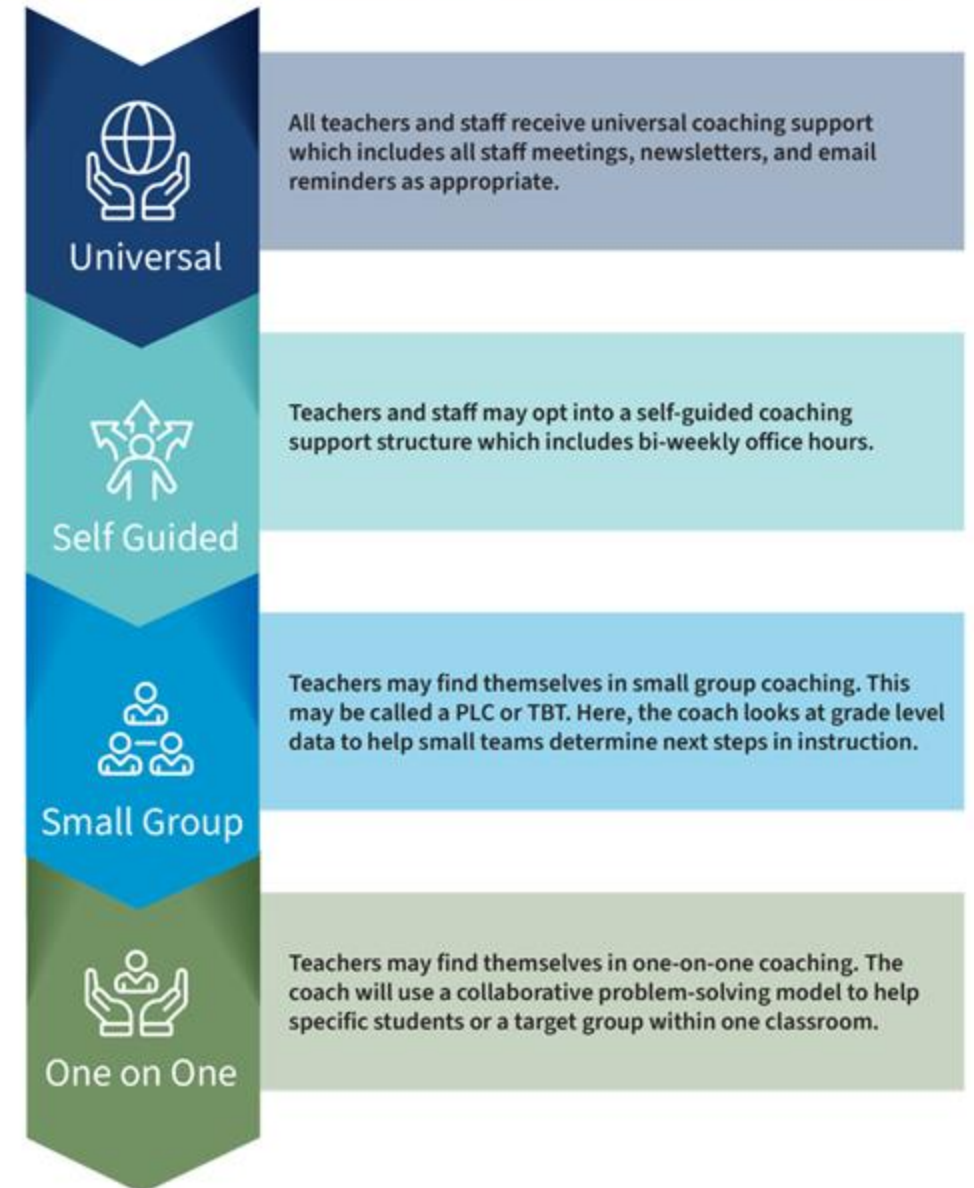 Universal
All teachers and staff receive universal coaching support
which includes all staff meetings, newsletters, and email
reminders as appropriate.
Self Guided
Teachers and staff may opt into a self-guided coaching
support structure which includes bi-weekly office hours.
Small Group
Teachers may find themselves in small group coaching. This
may be called a PLC or TBT. Here, the coach looks at grade level
data to help small teams determine next steps in instruction.
One on One
Teachers may find themselves in one-on-one coaching. The
coach will use a collaborative problem-solving model to help
specific students or a target group within one classroom.